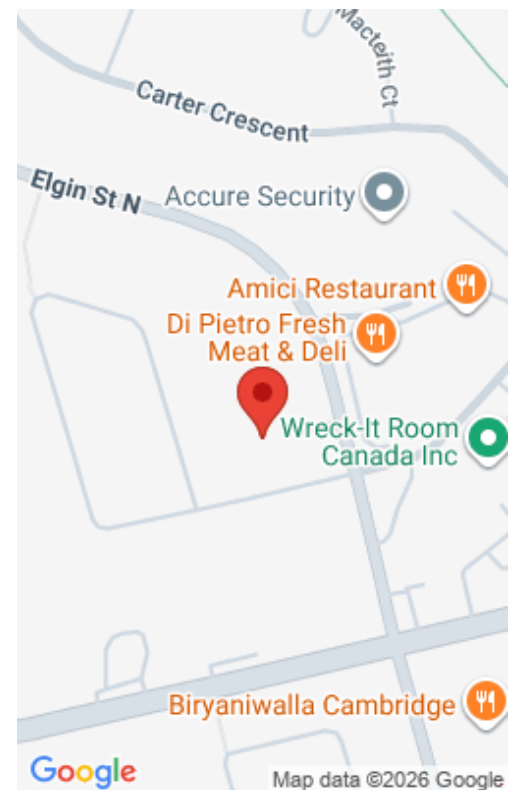 Macteith Ct
Carter Crescent
Elgin St N
Accure Security
Amici Restaurant
Di Pietro Fresh
Meat & Deli
Wreck-It Room
Canada Inc
Biryaniwalla Cambridge
Google
Map data ©2026 Google